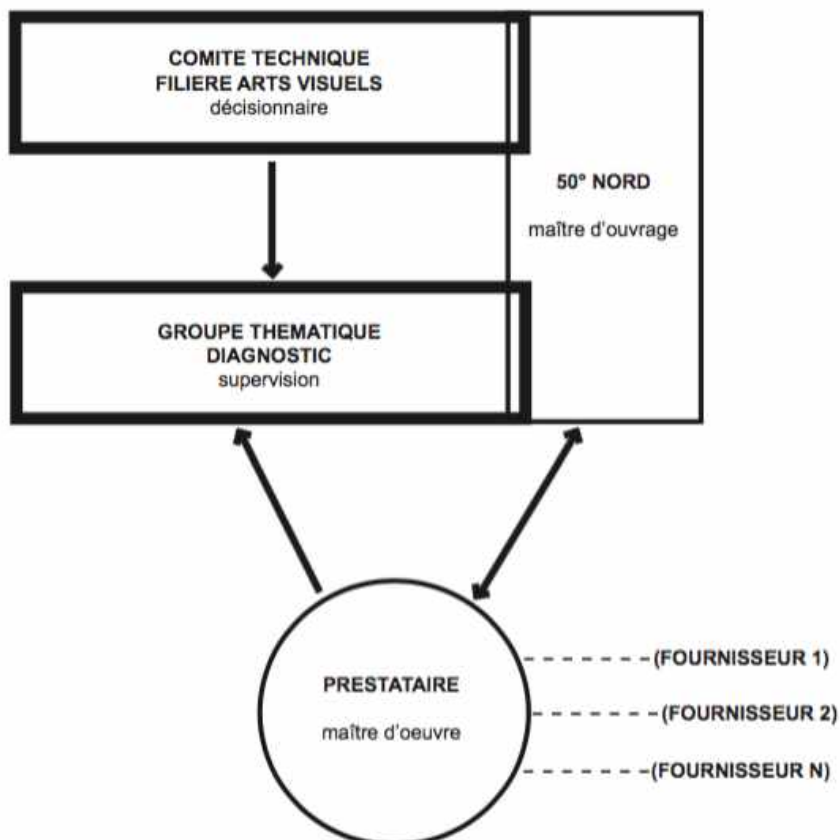 COMITE TECHNIQUE
FILIERE ARTS VISUELS
décisionnaire
50° NORD
maître d'ouvrage
GROUPE THEMATIQUE
DIAGNOSTIC
supervision
PRESTATAIRE
maître d'oeuvre
(FOURNISSEUR 1)
(FOURNISSEUR 2)
(FOURNISSEUR N)